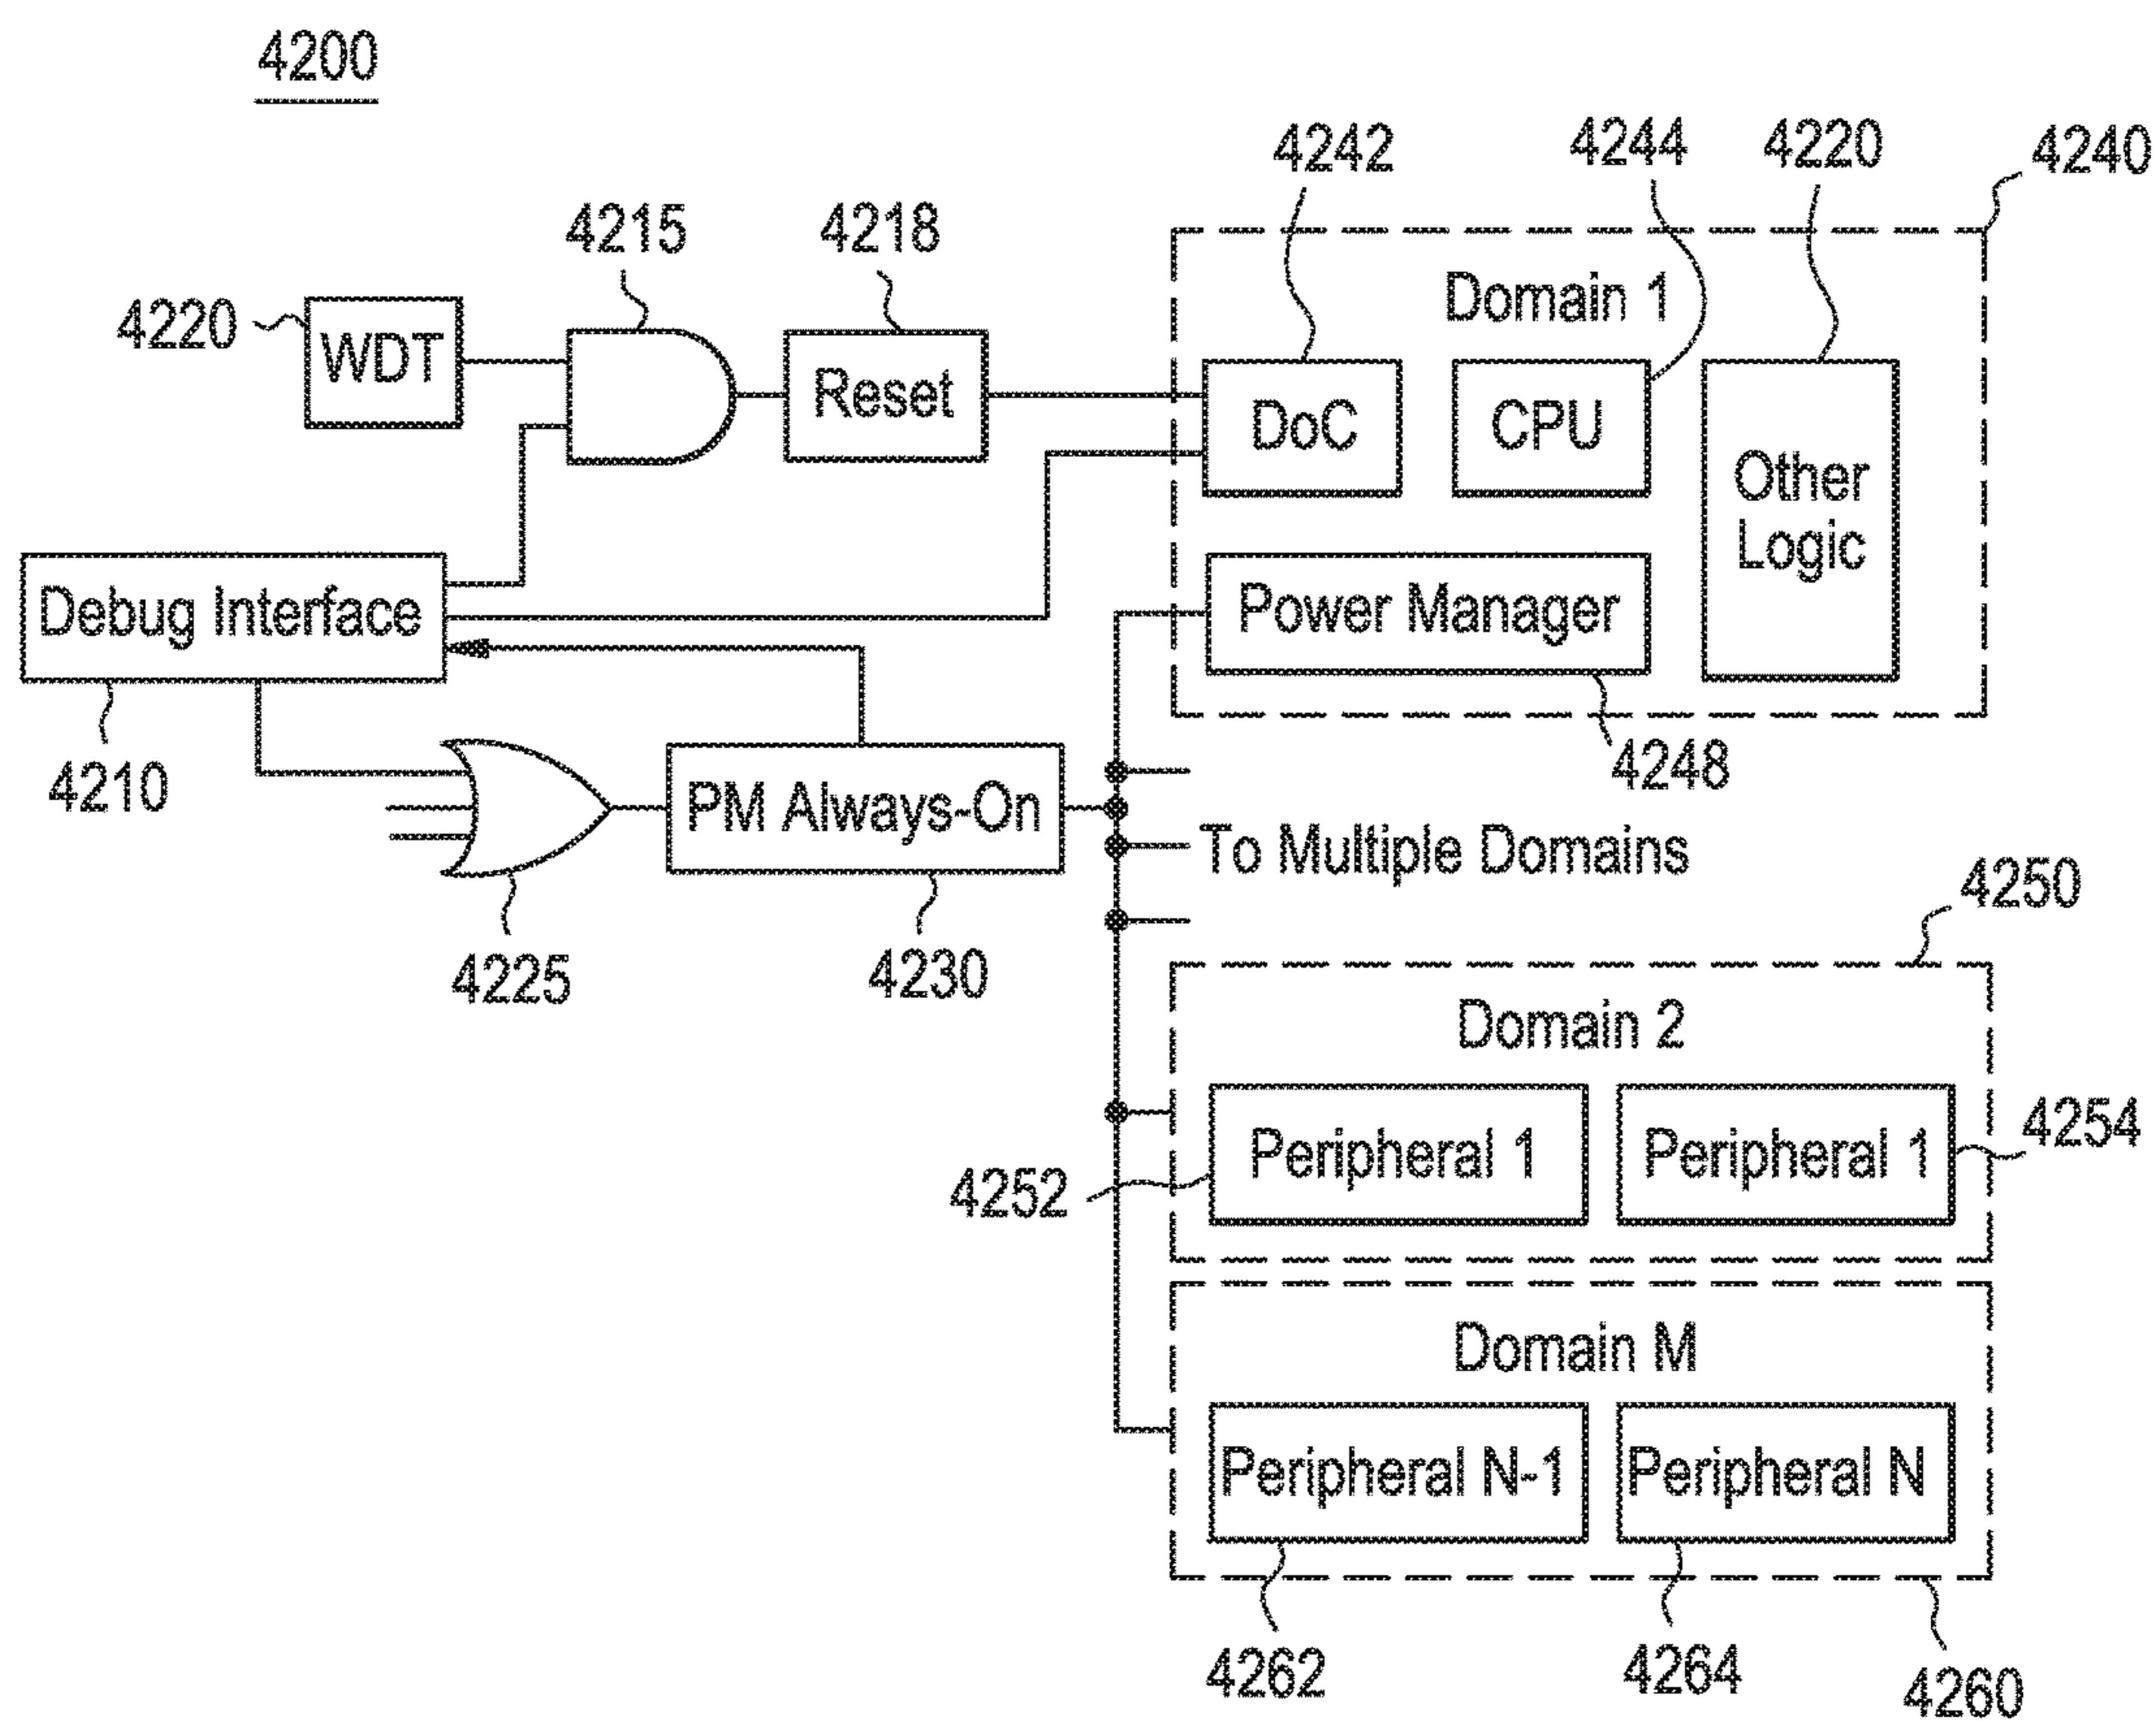 4200
4242
4244
4220
4240
4215
4218
4220
WDT
Reset
Domain 1
DoC
CPU
Other
Logic
Debug Interface
Power Manager
4210
4248
PM Always-On
To Multiple Domains
4225
4230
4250
Domain 2
Peripheral 1
Peripheral 1
4252
4254
Domain M
Peripheral N-1
Peripheral N
4262
4264
4260